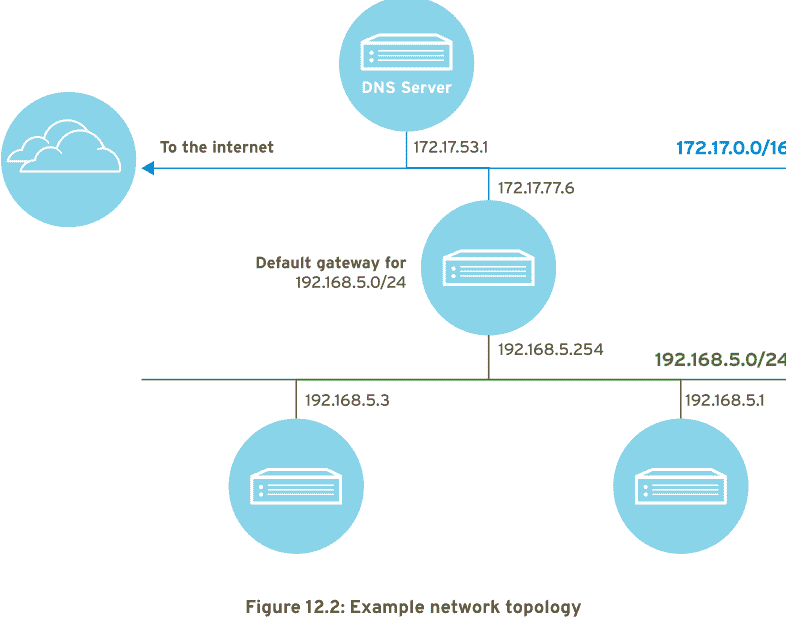 DNS Server
To the internet
172.17.53.1
172.17.0.0/16
172.17.77.6
Default gateway for
192.168.5.0/24
192.168.5.254
192.168.5.0/24
192.168.5.3
192.168.5.1
Figure 12.2: Example network topology